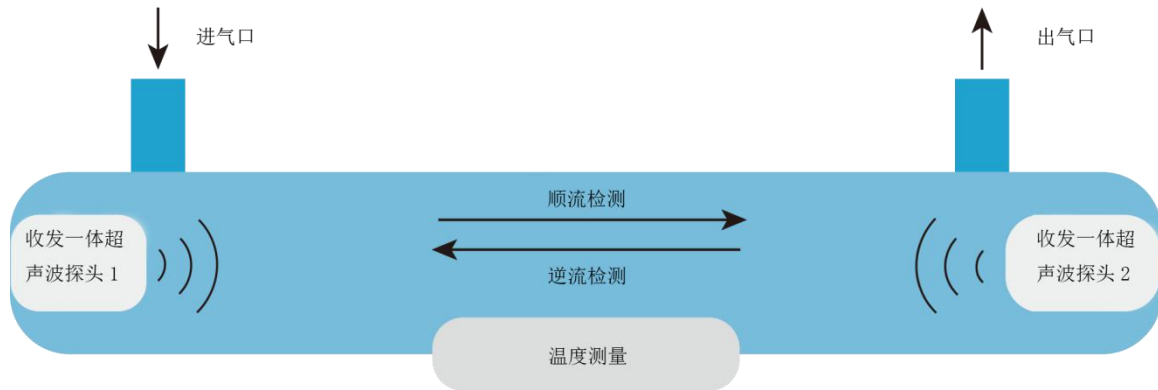 进气口
出气口
顺流检测
收发一体超
声波探头 1
收发一体超
声波探头 2
逆流检测
温度测量